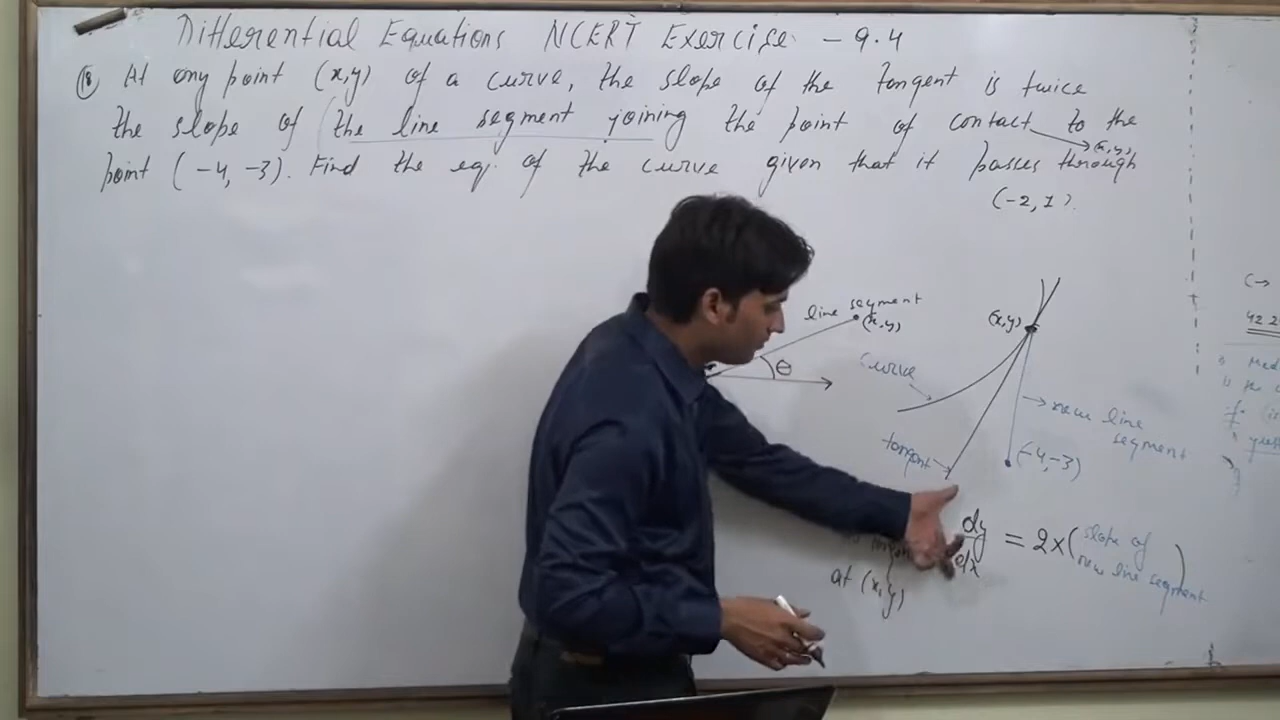 Differential Equations NCERT Exercise - 9.4
18 At any point (x,y) of a curve, the slope of the tangent is twice
the slope of (the line segment joining the point of contact to the
(x,y)
point (-4,-3). Find the eq. of the curve given that it passes through
(-2,1).
line segment
(x,y)
θ
(x,y)
Curve
new line
segment
tangent
(-4,-3)
dy/dx = 2x(slope of
new line segment)
at (x,y)
C→